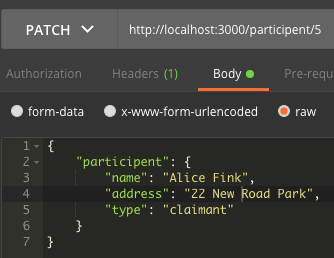 PATCH http://localhost:3000/participent/5
Authorization Headers (1) Body Pre-requ
form-data x-www-form-urlencoded raw
1 {
2 "participent": {
3 "name": "Alice Fink",
4 "address": "22 New Road Park",
5 "type": "claimant"
6 }
7 }